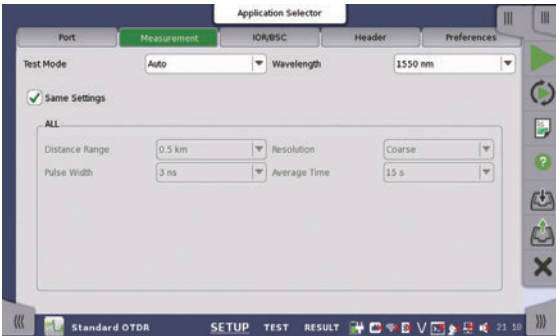 Application Selector
Port Measurement IOR/BSC Header Preferences
Test Mode Auto Wavelength 1550 nm
Same Settings
ALL
Distance Range 0.5 km Resolution Coarse
Pulse Width 3 ns Average Time 15 s
Standard OTDR SETUP TEST RESULT 21 10